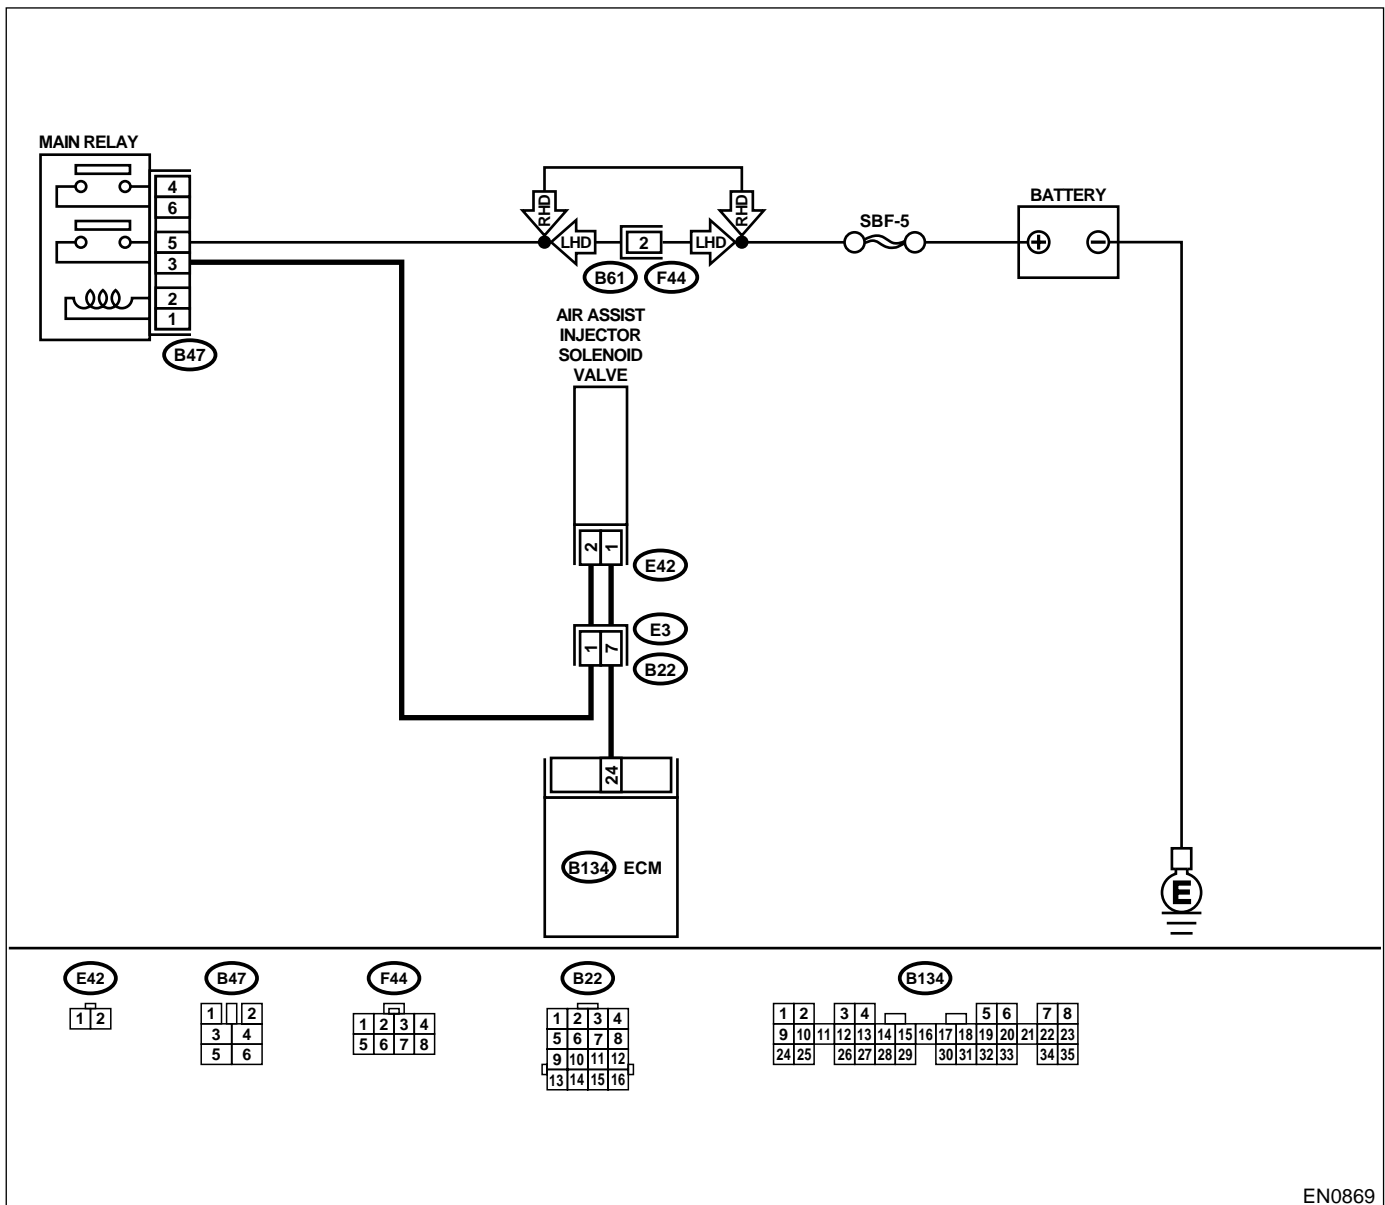 MAIN RELAY
4
6
5
3
2
1
B47
RHD
RHD
LHD
2
LHD
B61
F44
SBF-5
BATTERY
+
−
AIR ASSIST
INJECTOR
SOLENOID
VALVE
2 1
E42
E3
1 7
B22
24
B134 ECM
E
E42
1 2
B47
1 2
3 4
5 6
F44
1 2 3 4
5 6 7 8
B22
1 2 3 4
5 6 7 8
9 10 11 12
13 14 15 16
B134
1 2 3 4 5 6 7 8
9 10 11 12 13 14 15 16 17 18 19 20 21 22 23
24 25 26 27 28 29 30 31 32 33 34 35
EN0869